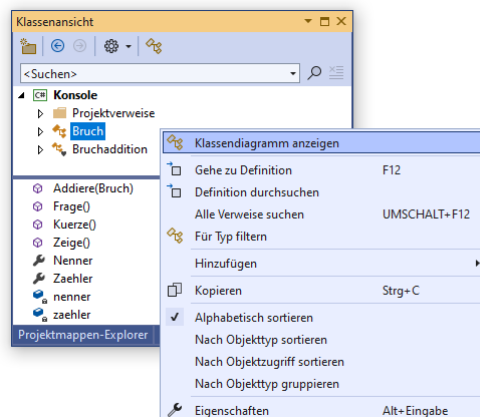 Klassenansicht
<Suchen>
C# Konsole
Projektverweise
Bruch
Bruchaddition
Addiere(Bruch)
Frage()
Kuerze()
Zeige()
Nenner
Zaehler
nenner
zaehler
Projektmappen-Explorer
Klassendiagramm anzeigen
Gehe zu Definition F12
Definition durchsuchen
Alle Verweise suchen UMSCHALT+F12
Für Typ filtern
Hinzufügen
Kopieren Strg+C
Alphabetisch sortieren
Nach Objekttyp sortieren
Nach Objektzugriff sortieren
Nach Objekttyp gruppieren
Eigenschaften Alt+Eingabe